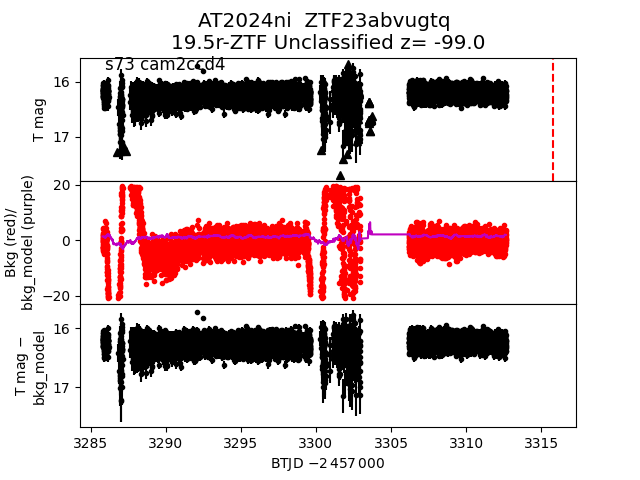 AT2024ni  ZTF23abvugtq
19.5r-ZTF Unclassified z= -99.0
s73 cam2ccd4
16
17
T mag
20
0
−20
Bkg (red)/
bkg_model (purple)
16
17
T mag −
bkg_model
3285 3290 3295 3300 3305 3310 3315
BTJD −2 457 000